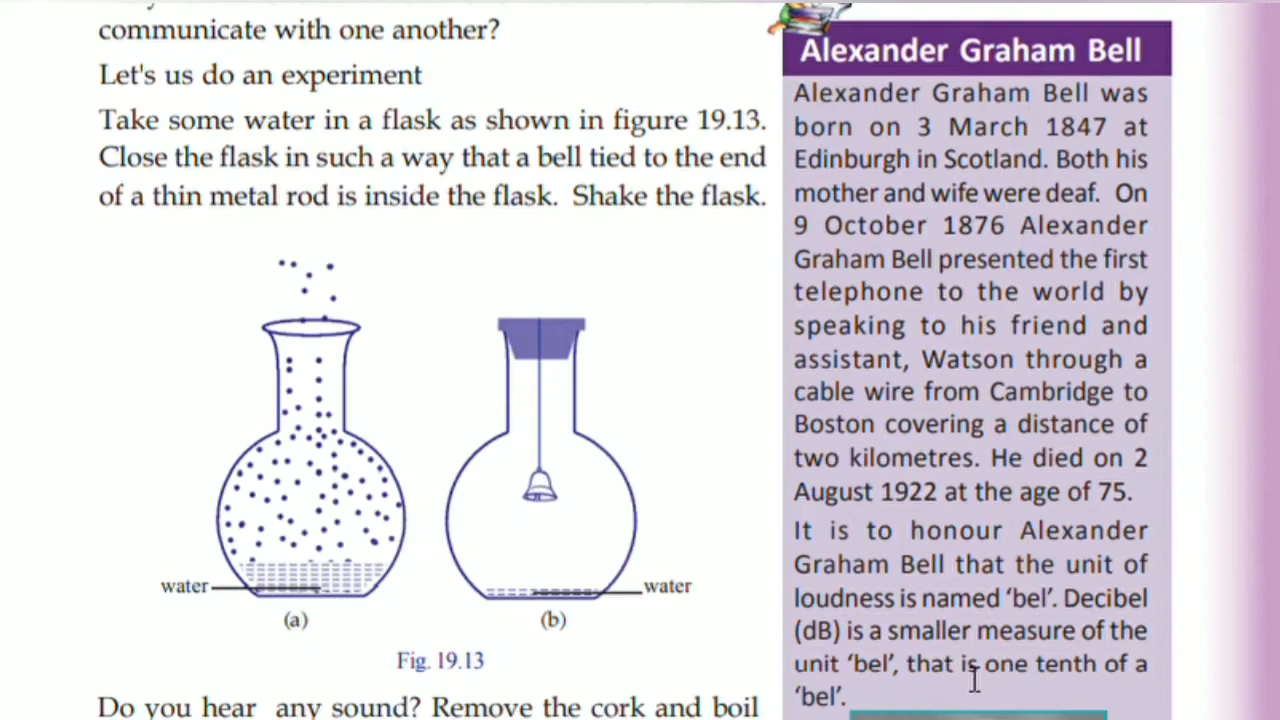 communicate with one another?
Let's us do an experiment
Take some water in a flask as shown in figure 19.13.
Close the flask in such a way that a bell tied to the end
of a thin metal rod is inside the flask. Shake the flask.
water
water
(a)
(b)
Fig. 19.13
Do you hear any sound? Remove the cork and boil
Alexander Graham Bell
Alexander Graham Bell was
born on 3 March 1847 at
Edinburgh in Scotland. Both his
mother and wife were deaf. On
9 October 1876 Alexander
Graham Bell presented the first
telephone to the world by
speaking to his friend and
assistant, Watson through a
cable wire from Cambridge to
Boston covering a distance of
two kilometres. He died on 2
August 1922 at the age of 75.
It is to honour Alexander
Graham Bell that the unit of
loudness is named ‘bel’. Decibel
(dB) is a smaller measure of the
unit ‘bel’, that is one tenth of a
‘bel’.